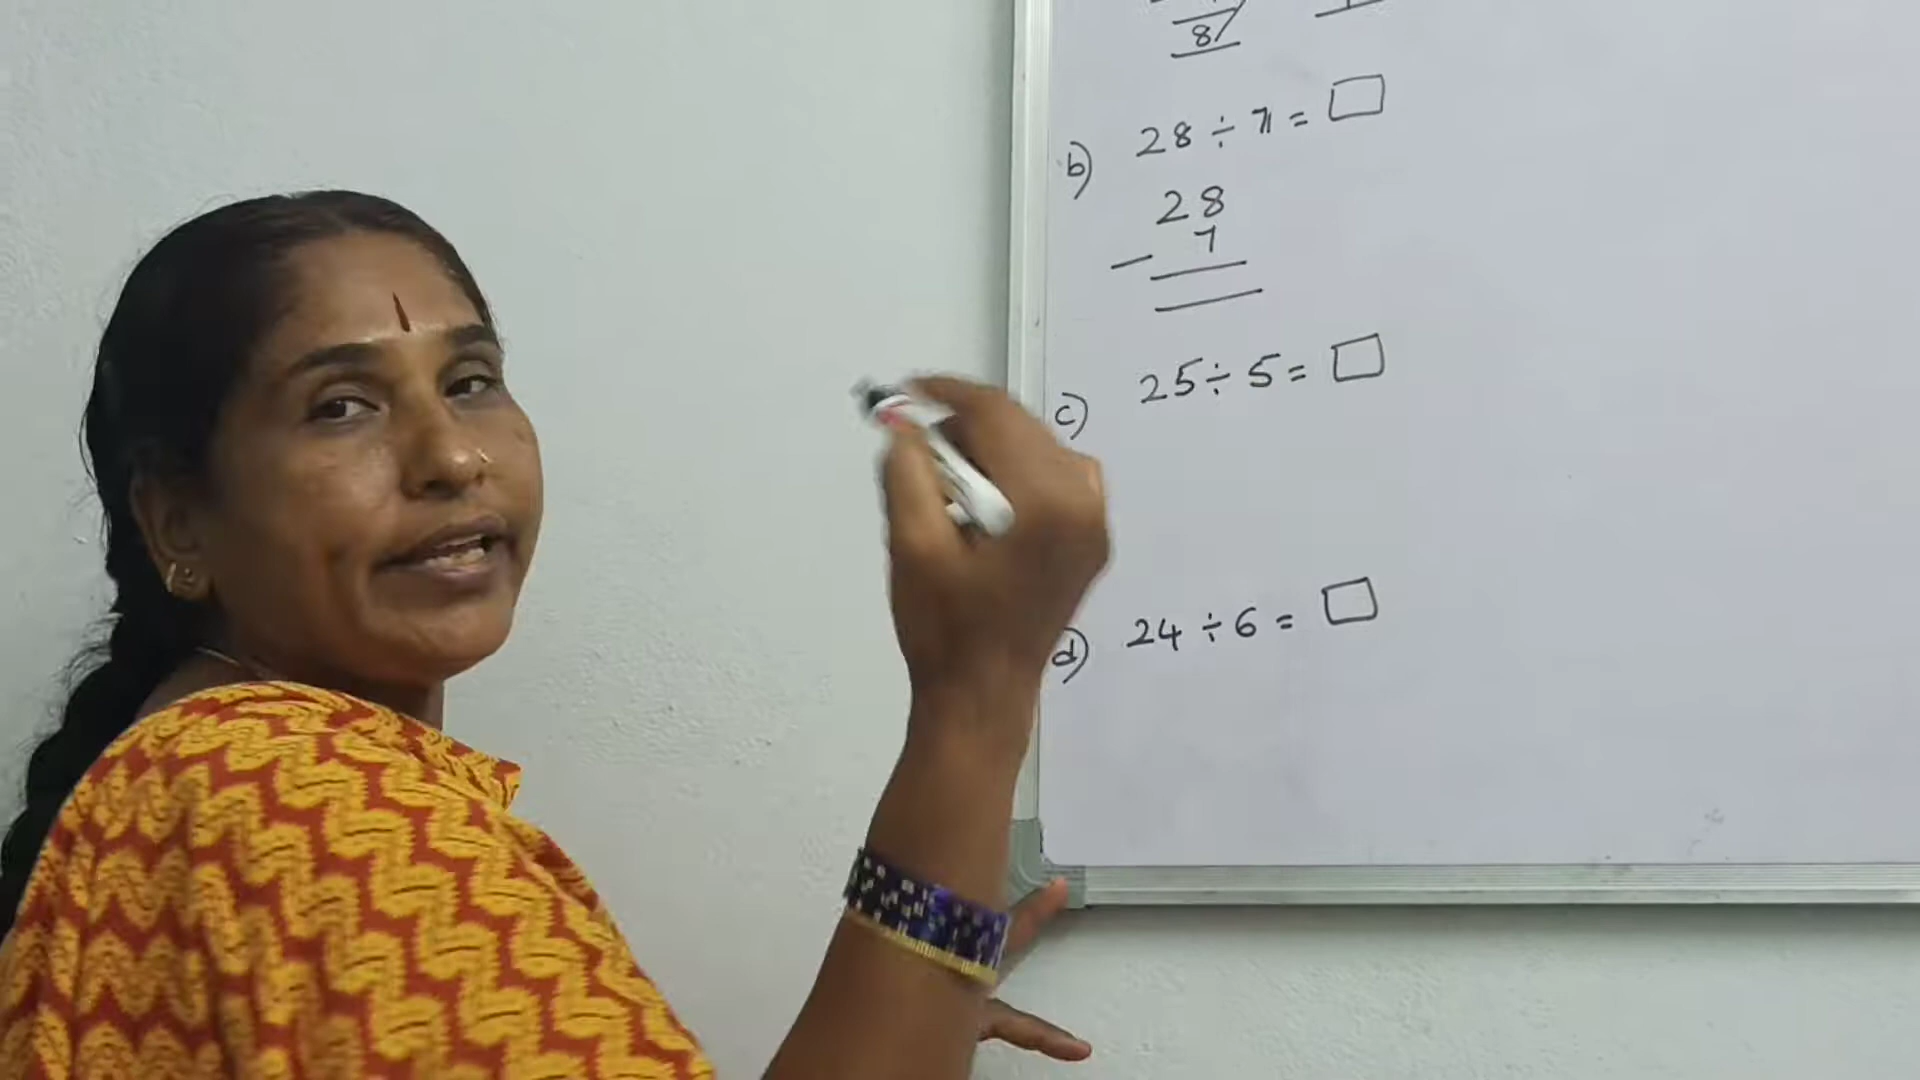 8/
b) 28 ÷ 7 = □
28
- 7
c) 25 ÷ 5 = □
d) 24 ÷ 6 = □